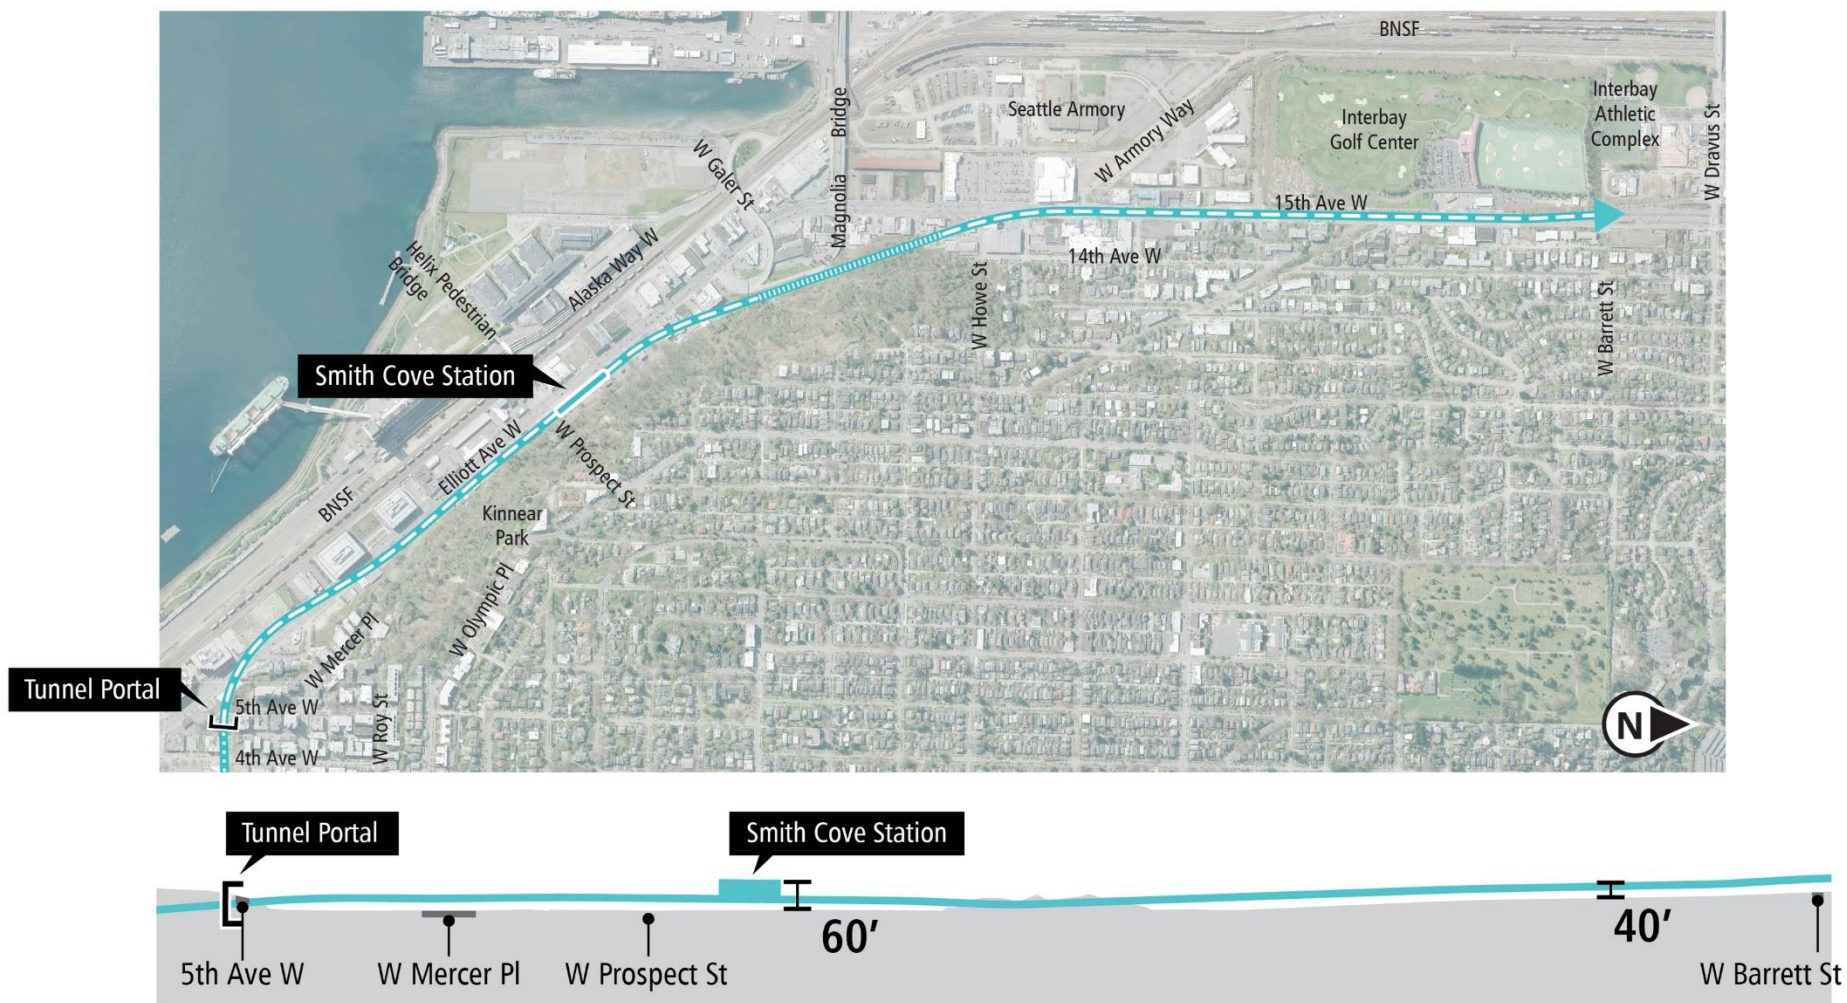 BNSF
Seattle Armory
W Armory Way
Interbay
Golf Center
Interbay
Athletic
Complex
W Dravus St
Magnolia Bridge
W Galer St
15th Ave W
14th Ave W
Helix Pedestrian
Bridge
Alaska Way W
W Howe St
W Barrett St
Smith Cove Station
Elliott Ave W
W Prospect St
BNSF
Kinnear
Park
W Olympic Pl
W Mercer Pl
Tunnel Portal
5th Ave W
W Roy St
4th Ave W
N
Tunnel Portal
Smith Cove Station
60’
40’
5th Ave W
W Mercer Pl
W Prospect St
W Barrett St